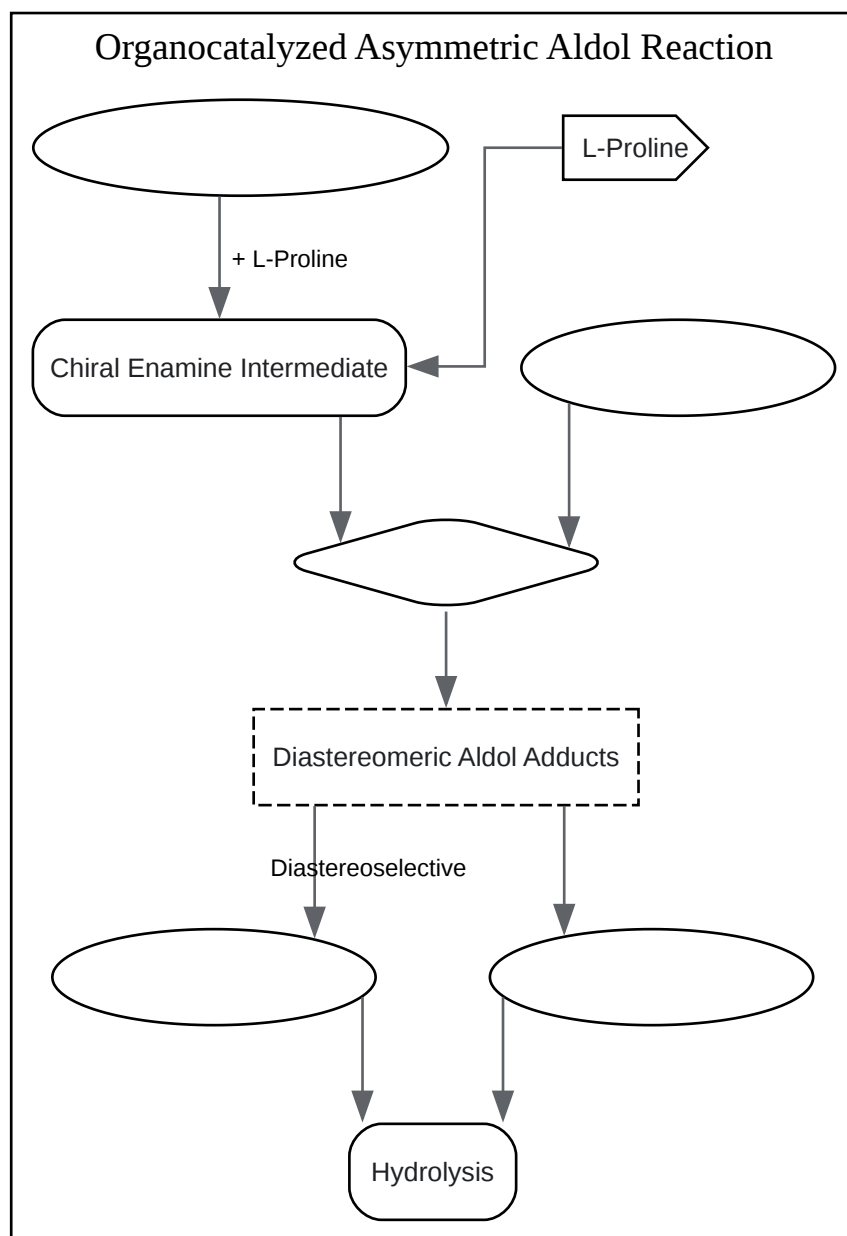 Organocatalyzed Asymmetric Aldol Reaction
L-Proline
+ L-Proline
Chiral Enamine Intermediate
Diastereomeric Aldol Adducts
Diastereoselective
Hydrolysis